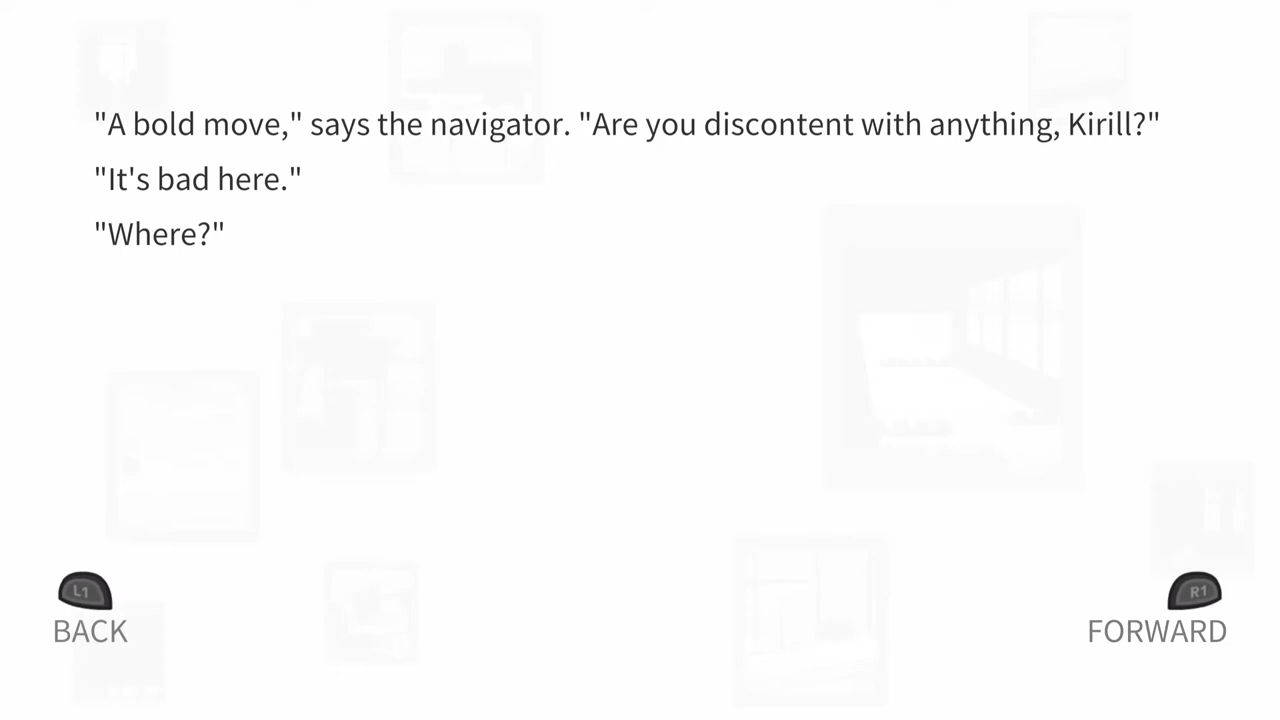 "A bold move," says the navigator. "Are you discontent with anything, Kirill?"
"It's bad here."
"Where?"
L1
R1
BACK
FORWARD